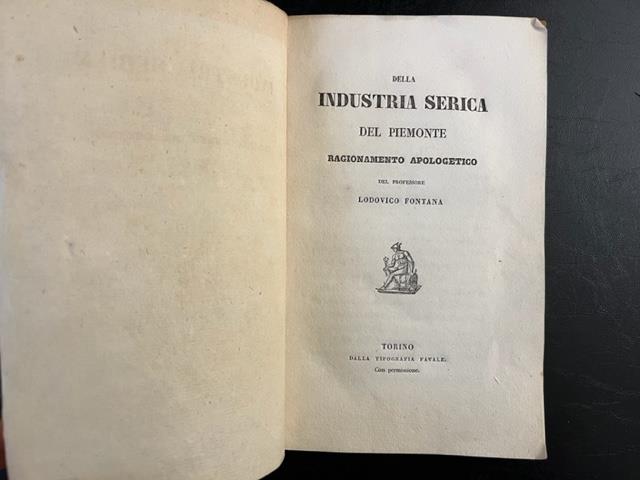 DELLA
INDUSTRIA SERICA
DEL PIEMONTE
RAGIONAMENTO APOLOGETICO
DEL PROFESSORE
LODOVICO FONTANA
TORINO
DALLA TIPOGRAFIA FAVALE.
Con permissione.